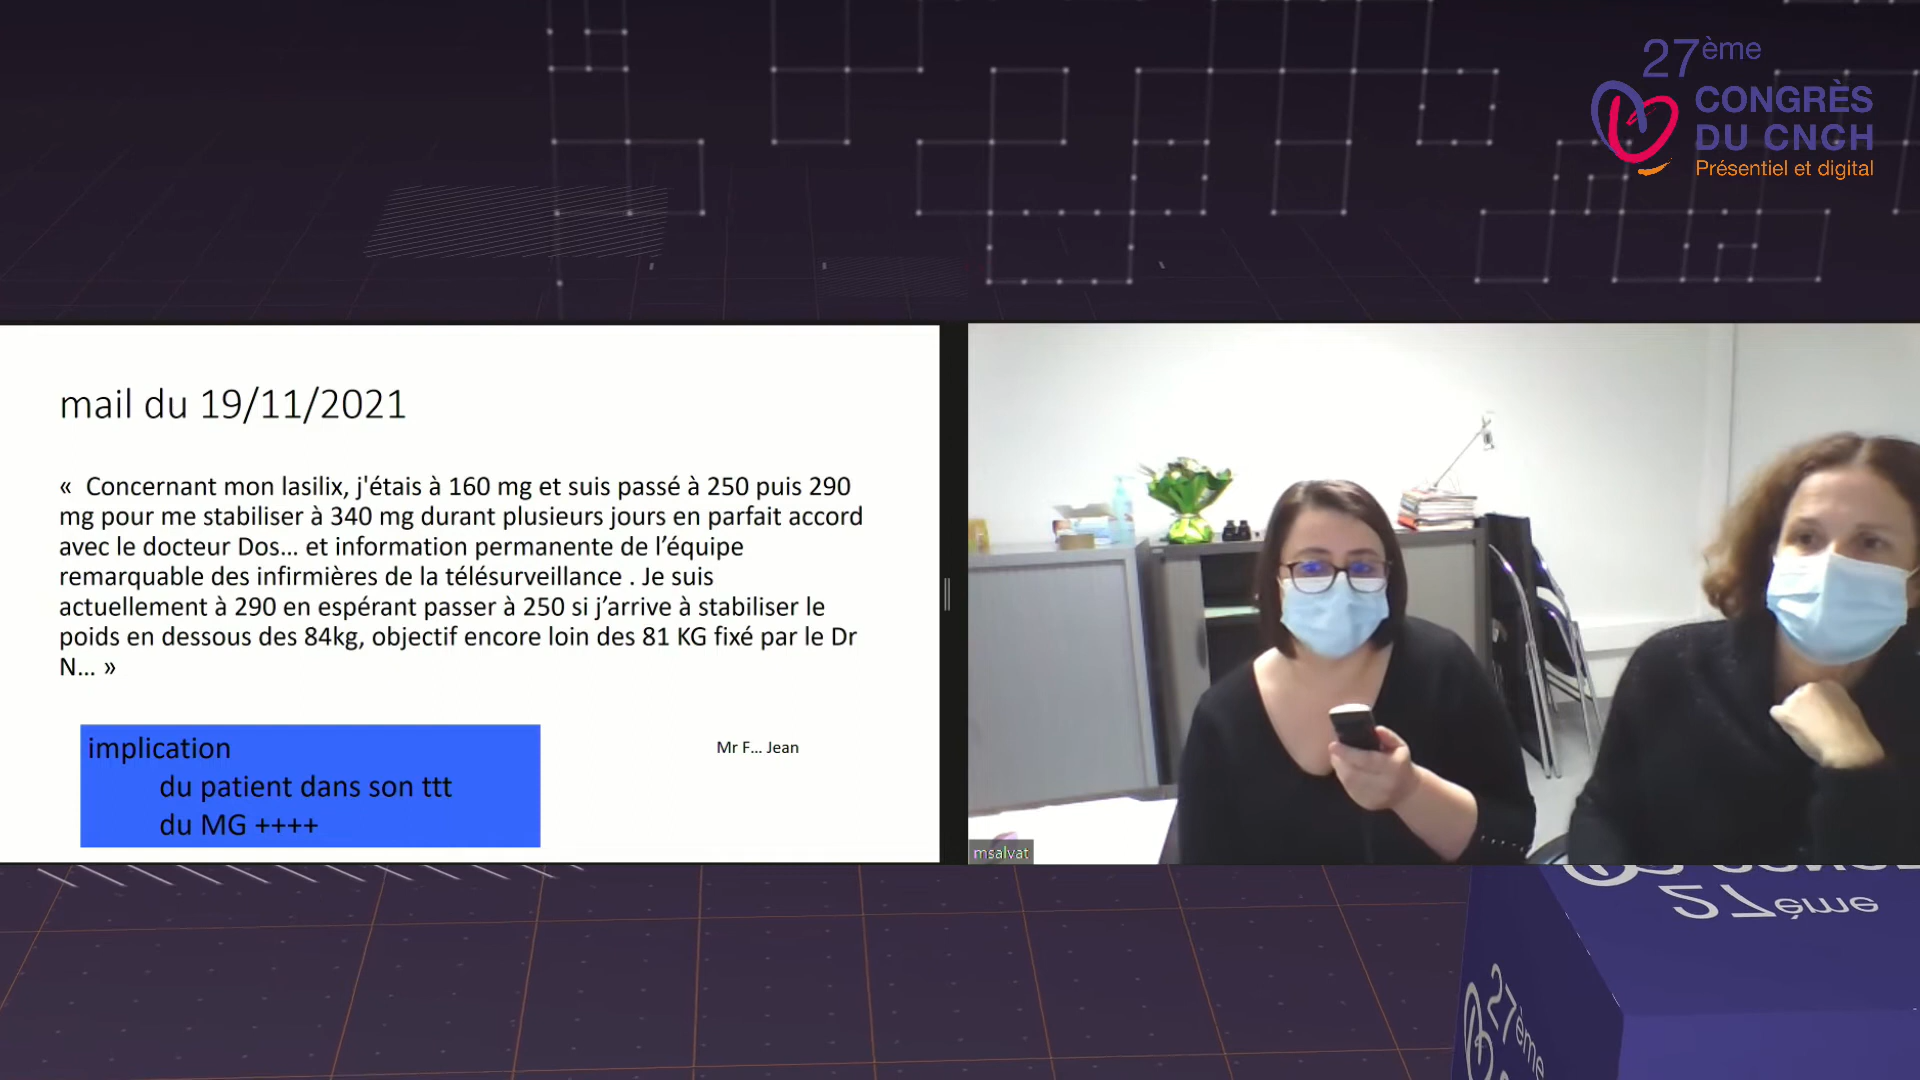 27ème
CONGRÈS
DU CNGH
Présentiel et digital
mail du 19/11/2021
«  Concernant mon lasilix, j'étais à 160 mg et suis passé à 250 puis 290
mg pour me stabiliser à 340 mg durant plusieurs jours en parfait accord
avec le docteur Dos... et information permanente de l’équipe
remarquable des infirmières de la télésurveillance . Je suis
actuellement à 290 en espérant passer à 250 si j’arrive à stabiliser le
poids en dessous des 84kg, objectif encore loin des 81 KG fixé par le Dr
N... »
implication
du patient dans son ttt
du MG ++++
Mr F... Jean
msalvat
27ème
27ème